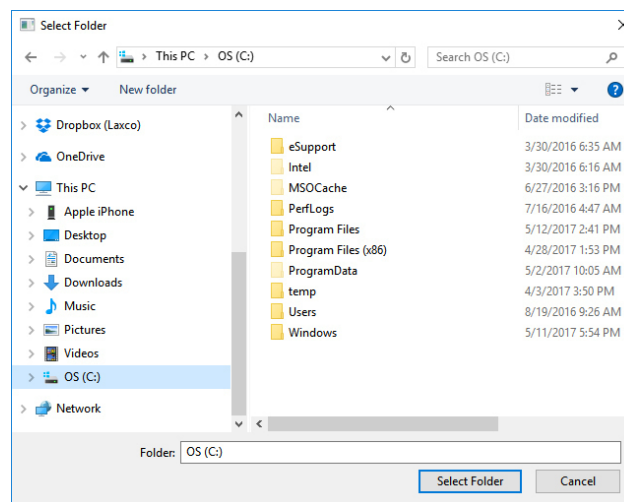 Select Folder
This PC > OS (C:)
Search OS (C:)
Organize
New folder
?
Dropbox (Laxco)
OneDrive
This PC
Apple iPhone
Desktop
Documents
Downloads
Music
Pictures
Videos
OS (C:)
Network
Name Date modified
eSupport 3/30/2016 6:35 AM
Intel 3/30/2016 6:16 AM
MSOCache 6/27/2016 3:16 PM
PerfLogs 7/16/2016 4:47 AM
Program Files 5/12/2017 2:41 PM
Program Files (x86) 4/28/2017 1:53 PM
ProgramData 5/2/2017 10:05 AM
temp 4/3/2017 3:50 PM
Users 8/19/2016 9:26 AM
Windows 5/11/2017 5:54 PM
Folder: OS (C:)
Select Folder Cancel